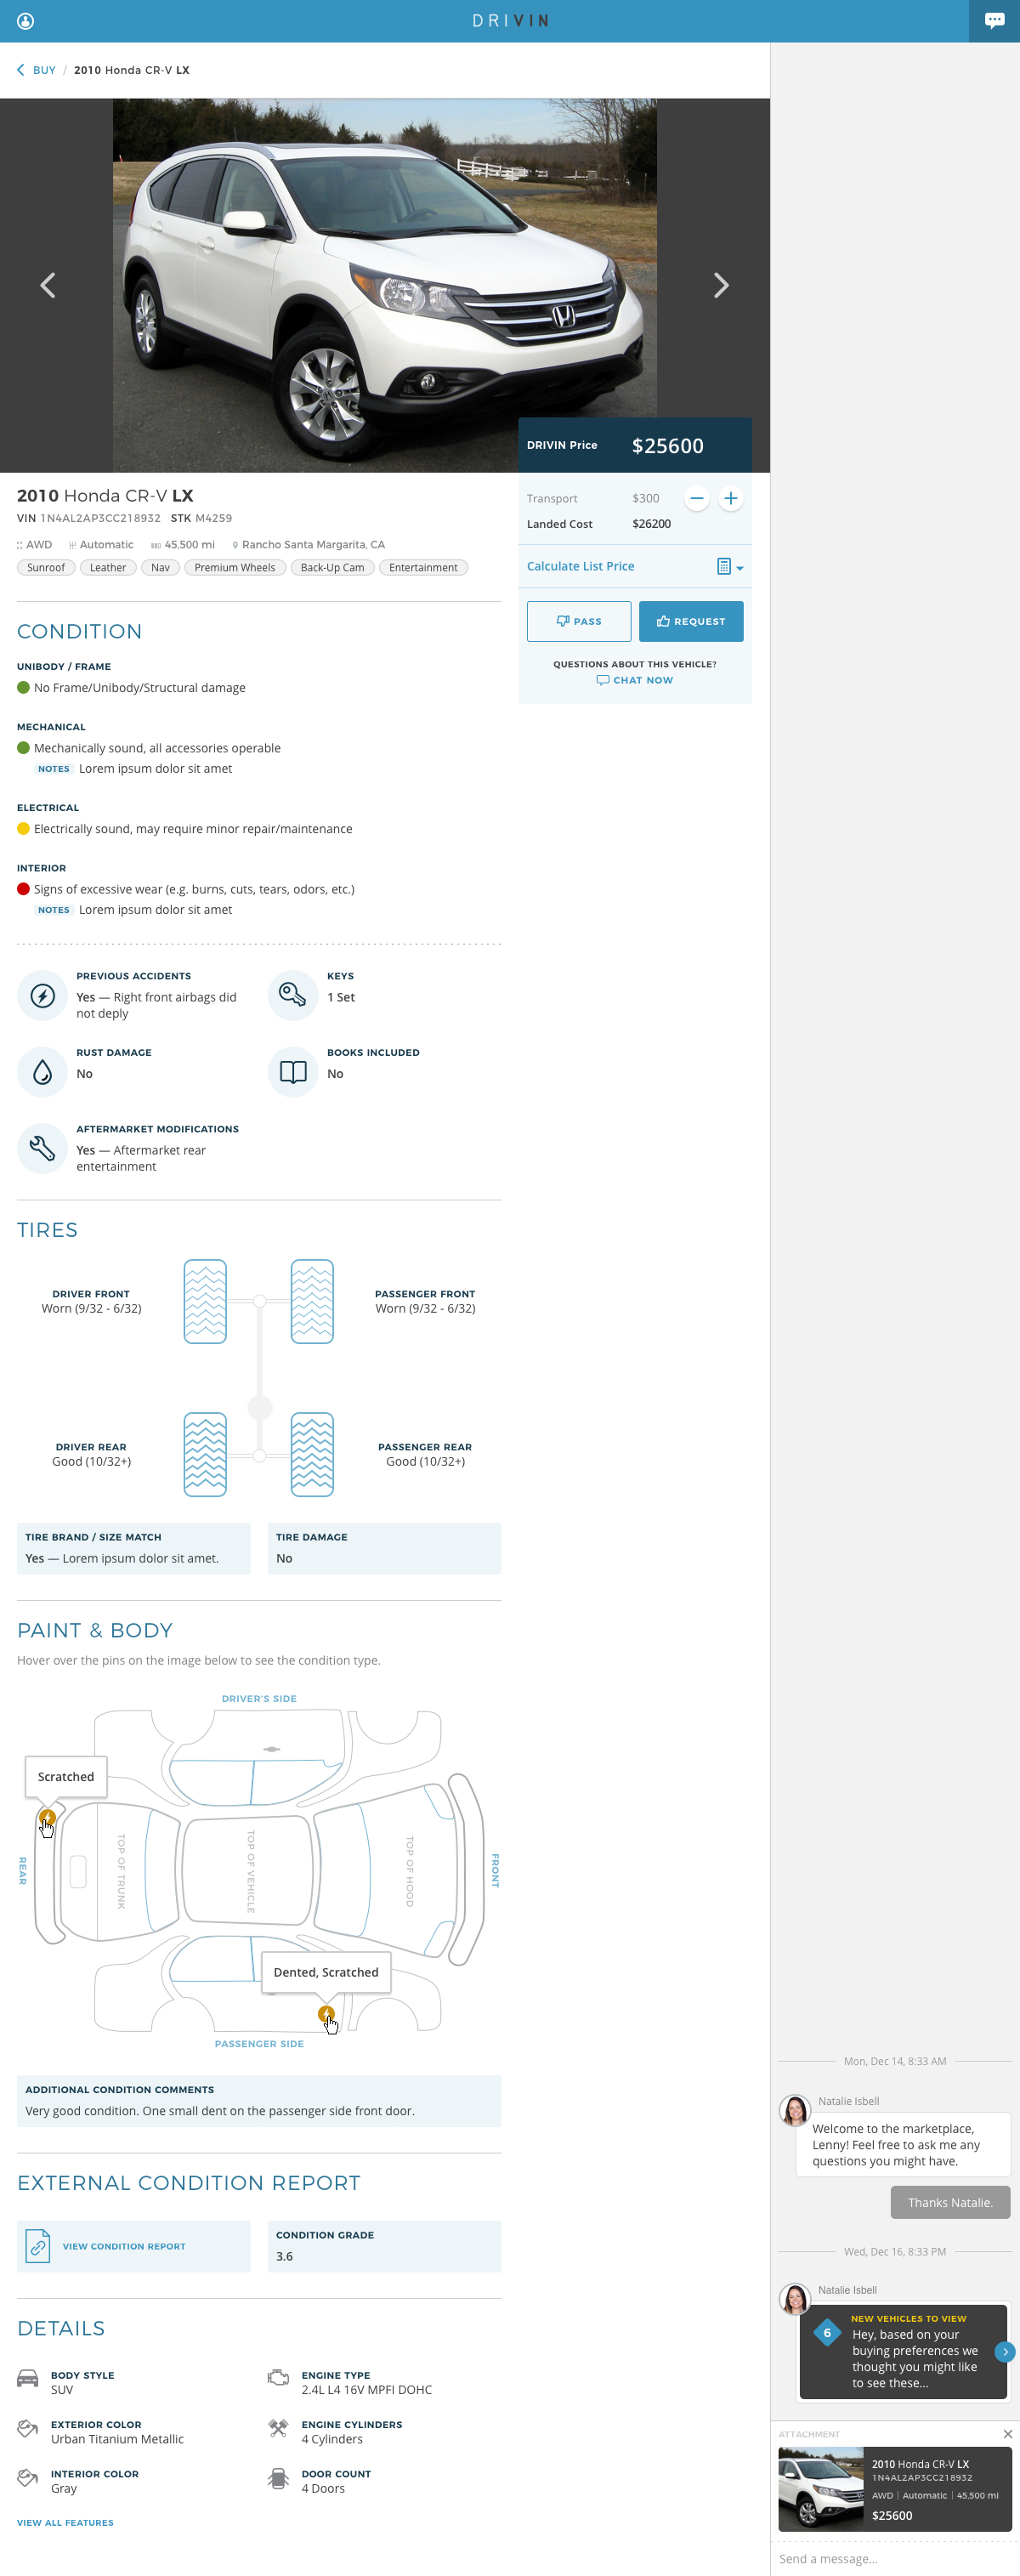 DRIVIN
BUY / 2010 Honda CR-V LX
DRIVIN Price $25600
Transport $300
Landed Cost $26200
Calculate List Price
PASS REQUEST
QUESTIONS ABOUT THIS VEHICLE?
CHAT NOW
2010 Honda CR-V LX
VIN 1N4AL2AP3CC218932 STK M4259
AWD Automatic 45,500 mi Rancho Santa Margarita, CA
Sunroof Leather Nav Premium Wheels Back-Up Cam Entertainment
CONDITION
UNIBODY / FRAME
No Frame/Unibody/Structural damage
MECHANICAL
Mechanically sound, all accessories operable
NOTES Lorem ipsum dolor sit amet
ELECTRICAL
Electrically sound, may require minor repair/maintenance
INTERIOR
Signs of excessive wear (e.g. burns, cuts, tears, odors, etc.)
NOTES Lorem ipsum dolor sit amet
PREVIOUS ACCIDENTS
Yes — Right front airbags did
not deply
KEYS
1 Set
RUST DAMAGE
No
BOOKS INCLUDED
No
AFTERMARKET MODIFICATIONS
Yes — Aftermarket rear
entertainment
TIRES
DRIVER FRONT
Worn (9/32 - 6/32)
PASSENGER FRONT
Worn (9/32 - 6/32)
DRIVER REAR
Good (10/32+)
PASSENGER REAR
Good (10/32+)
TIRE BRAND / SIZE MATCH
Yes — Lorem ipsum dolor sit amet.
TIRE DAMAGE
No
PAINT & BODY
Hover over the pins on the image below to see the condition type.
DRIVER'S SIDE
Scratched
REAR
TOP OF TRUNK
TOP OF VEHICLE
TOP OF HOOD
FRONT
Dented, Scratched
PASSENGER SIDE
ADDITIONAL CONDITION COMMENTS
Very good condition. One small dent on the passenger side front door.
EXTERNAL CONDITION REPORT
VIEW CONDITION REPORT
CONDITION GRADE
3.6
DETAILS
BODY STYLE
SUV
ENGINE TYPE
2.4L L4 16V MPFI DOHC
EXTERIOR COLOR
Urban Titanium Metallic
ENGINE CYLINDERS
4 Cylinders
INTERIOR COLOR
Gray
DOOR COUNT
4 Doors
VIEW ALL FEATURES
Mon, Dec 14, 8:33 AM
Natalie Isbell
Welcome to the marketplace,
Lenny! Feel free to ask me any
questions you might have.
Thanks Natalie.
Wed, Dec 16, 8:33 PM
Natalie Isbell
6
NEW VEHICLES TO VIEW
Hey, based on your
buying preferences we
thought you might like
to see these...
ATTACHMENT
2010 Honda CR-V LX
1N4AL2AP3CC218932
AWD | Automatic | 45,500 mi
$25600
Send a message...